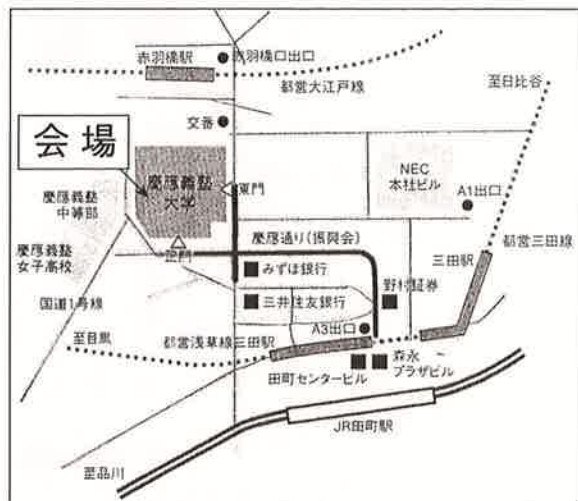 赤羽橋駅
赤羽橋口出口
都営大江戸線
至日比谷
交番
会場
NEC
本社ビル
慶應義塾
大学
東門
A1出口
慶應義塾
中等部
慶應通り(振興会)
都営三田線
慶應義塾
女子高校
正門
三田駅
みずほ銀行
野村証券
国道1号線
三井住友銀行
至目黒
都営浅草線三田駅
A3出口
森永
プラザビル
田町センタービル
JR田町駅
至品川